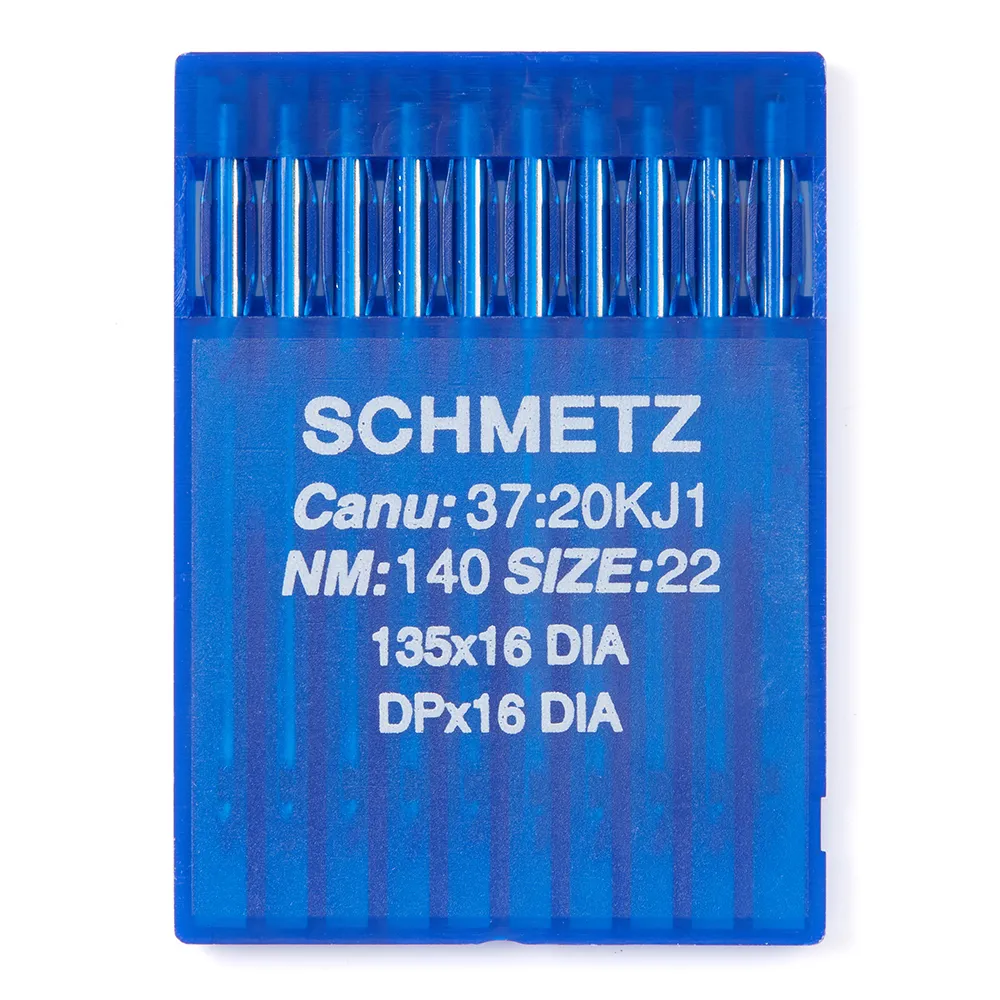 SCHMETZ
Canu: 37:20KJ1
NM:140 SIZE:22
135x16 DIA
DPx16 DIA